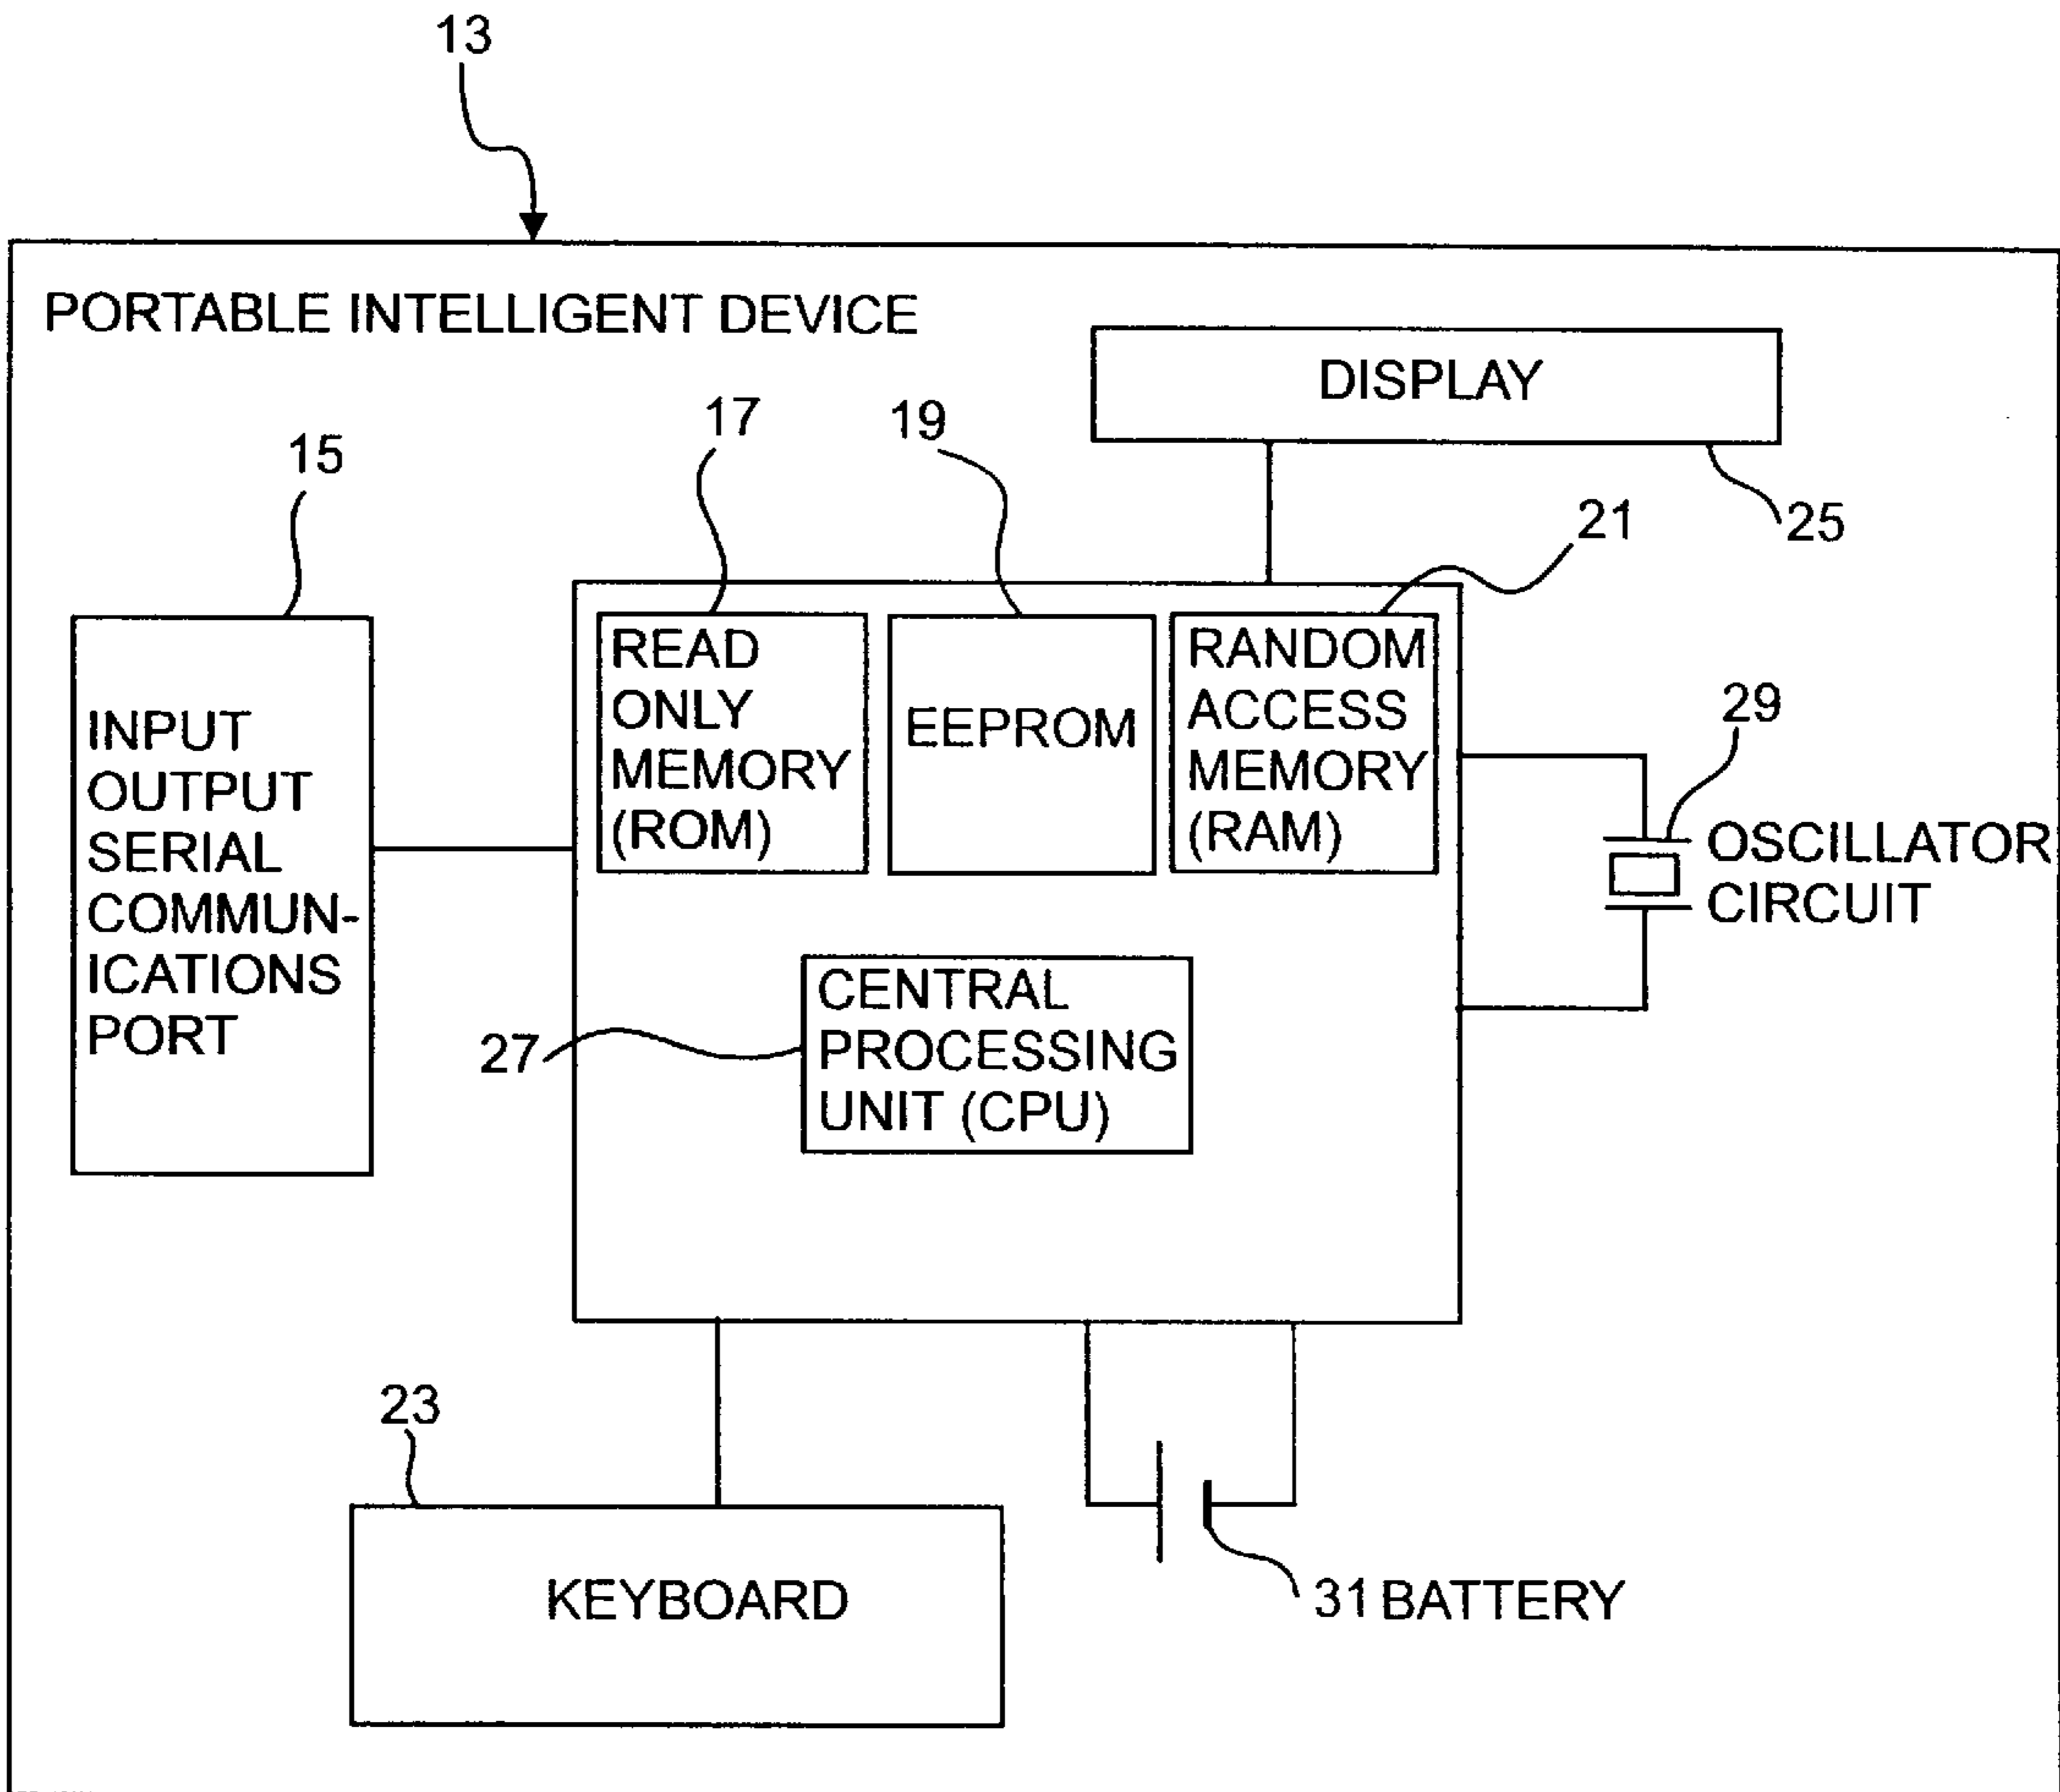 13
PORTABLE INTELLIGENT DEVICE
DISPLAY
25
15
17
19
21
INPUT
OUTPUT
SERIAL
COMMUN-
ICATIONS
PORT
READ
ONLY
MEMORY
(ROM)
EEPROM
RANDOM
ACCESS
MEMORY
(RAM)
29
OSCILLATOR
CIRCUIT
27
CENTRAL
PROCESSING
UNIT (CPU)
23
KEYBOARD
31 BATTERY